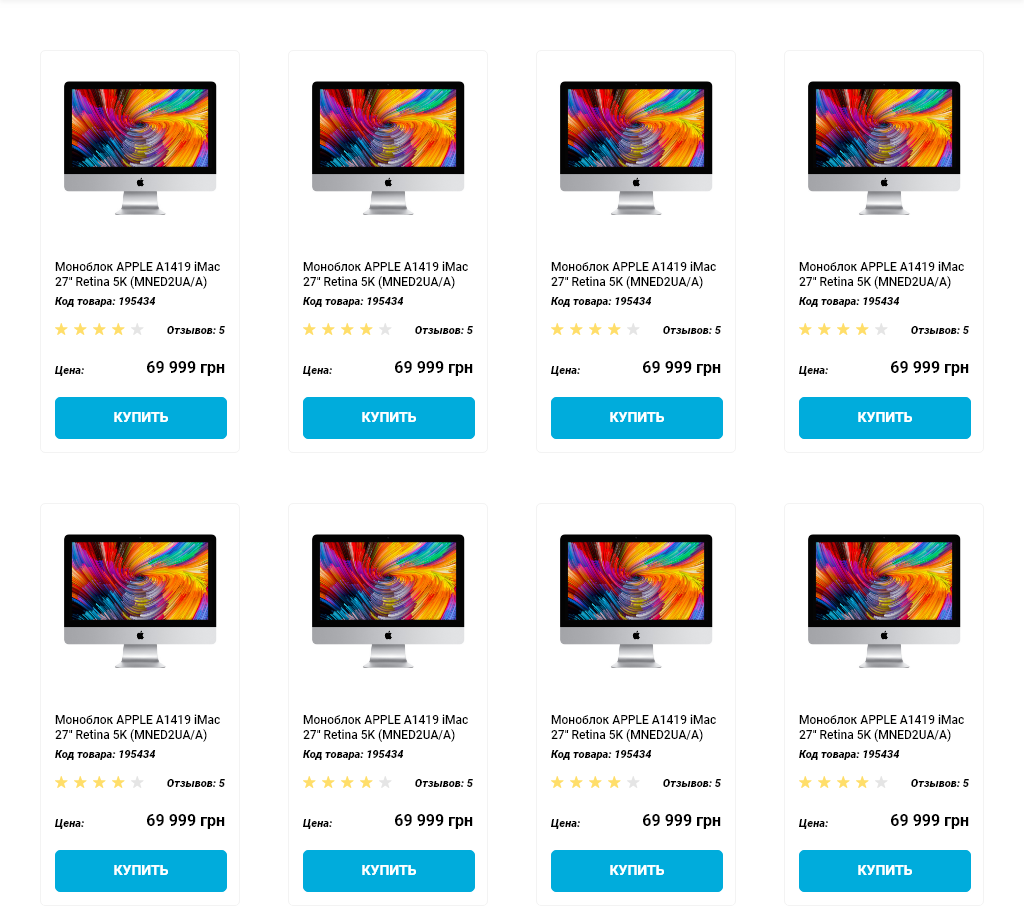 Моноблок APPLE A1419 iMac
27" Retina 5K (MNED2UA/A)
Код товара: 195434
Отзывов: 5
Цена: 69 999 грн
КУПИТЬ
Моноблок APPLE A1419 iMac
27" Retina 5K (MNED2UA/A)
Код товара: 195434
Отзывов: 5
Цена: 69 999 грн
КУПИТЬ
Моноблок APPLE A1419 iMac
27" Retina 5K (MNED2UA/A)
Код товара: 195434
Отзывов: 5
Цена: 69 999 грн
КУПИТЬ
Моноблок APPLE A1419 iMac
27" Retina 5K (MNED2UA/A)
Код товара: 195434
Отзывов: 5
Цена: 69 999 грн
КУПИТЬ
Моноблок APPLE A1419 iMac
27" Retina 5K (MNED2UA/A)
Код товара: 195434
Отзывов: 5
Цена: 69 999 грн
КУПИТЬ
Моноблок APPLE A1419 iMac
27" Retina 5K (MNED2UA/A)
Код товара: 195434
Отзывов: 5
Цена: 69 999 грн
КУПИТЬ
Моноблок APPLE A1419 iMac
27" Retina 5K (MNED2UA/A)
Код товара: 195434
Отзывов: 5
Цена: 69 999 грн
КУПИТЬ
Моноблок APPLE A1419 iMac
27" Retina 5K (MNED2UA/A)
Код товара: 195434
Отзывов: 5
Цена: 69 999 грн
КУПИТЬ